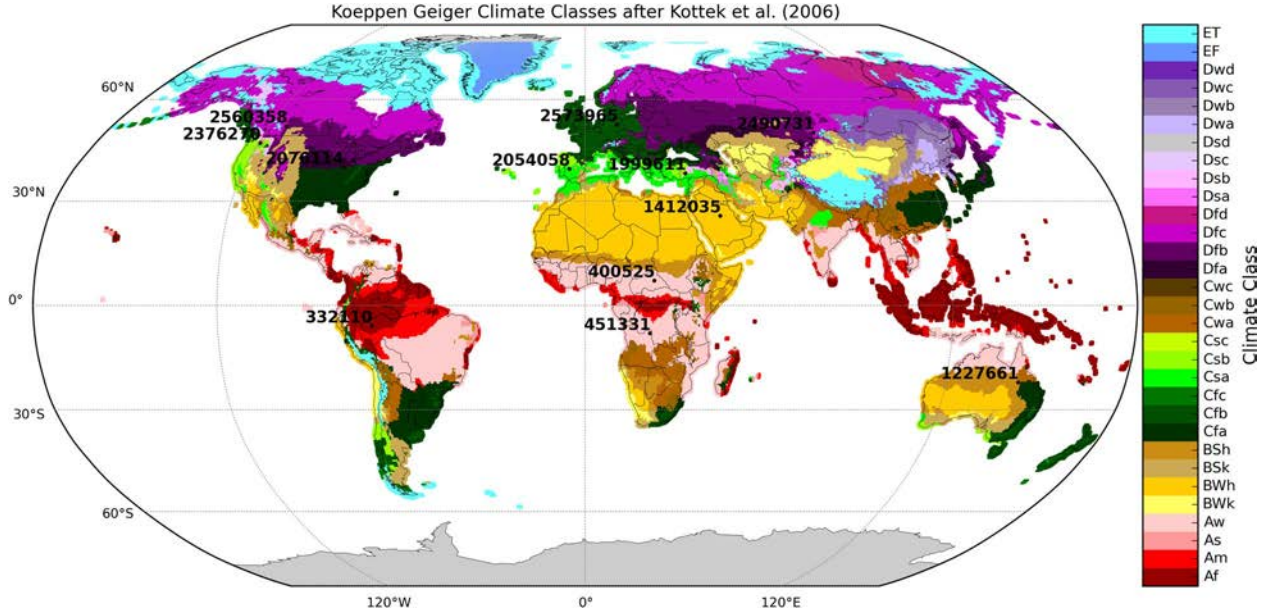 Koeppen Geiger Climate Classes after Kottek et al. (2006)
60°N
30°N
0°
30°S
60°S
120°W
0°
120°E
2560358
2376270
2076114
2573965
2490731
2054058
1999611
1412035
400525
332110
451331
1227661
ET
EF
Dwd
Dwc
Dwb
Dwa
Dsd
Dsc
Dsb
Dsa
Dfd
Dfc
Dfb
Dfa
Cwc
Cwb
Cwa
Csc
Csb
Csa
Cfc
Cfb
Cfa
BSh
BSk
BWh
BWk
Aw
As
Am
Af
Climate Class